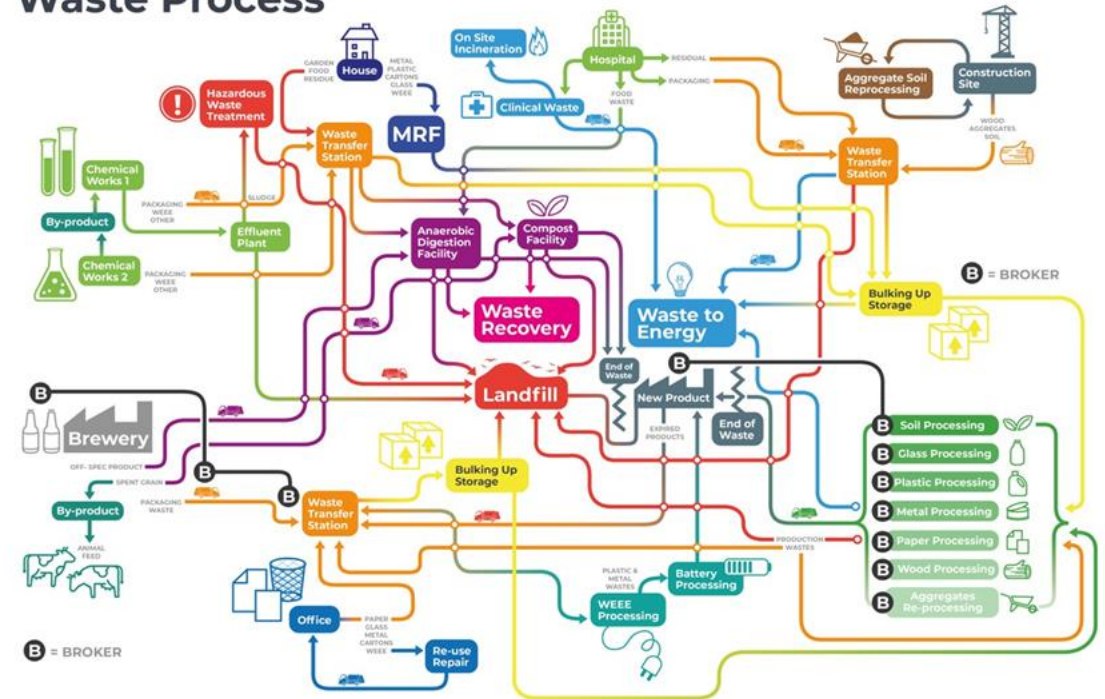 Waste Process
On Site
Incineration
Hospital
RESIDUAL
PACKAGING
FOOD
WASTE
Clinical Waste
GARDEN
FOOD
RESIDUE
House
METAL
PLASTIC
CARTONS
GLASS
WEEE
MRF
Hazardous
Waste
Treatment
Waste
Transfer
Station
Aggregate Soil
Reprocessing
Construction
Site
WOOD
AGGREGATES
SOIL
Waste
Transfer
Station
Chemical
Works 1
By-product
Chemical
Works 2
PACKAGING
WEEE
OTHER
SLUDGE
Effluent
Plant
PACKAGING
WEEE
OTHER
Anaerobic
Digestion
Facility
Compost
Facility
Waste
Recovery
Waste to
Energy
B = BROKER
Bulking Up
Storage
Landfill
End of
Waste
B
New Product
EXPIRED
PRODUCTS
End of
Waste
B
Brewery
OFF- SPEC PRODUCT
SPENT GRAIN
By-product
PACKAGING
WASTE
ANIMAL
FEED
B
B
Waste
Transfer
Station
Bulking Up
Storage
B Soil Processing
B Glass Processing
B Plastic Processing
B Metal Processing
B Paper Processing
B Wood Processing
B Aggregates
Re-processing
PRODUCTION
WASTES
PLASTIC &
METAL
WASTES
Battery
Processing
WEEE
Processing
Office
PAPER
GLASS
METAL
CARTONS
WEEE
Re-use
Repair
B = BROKER